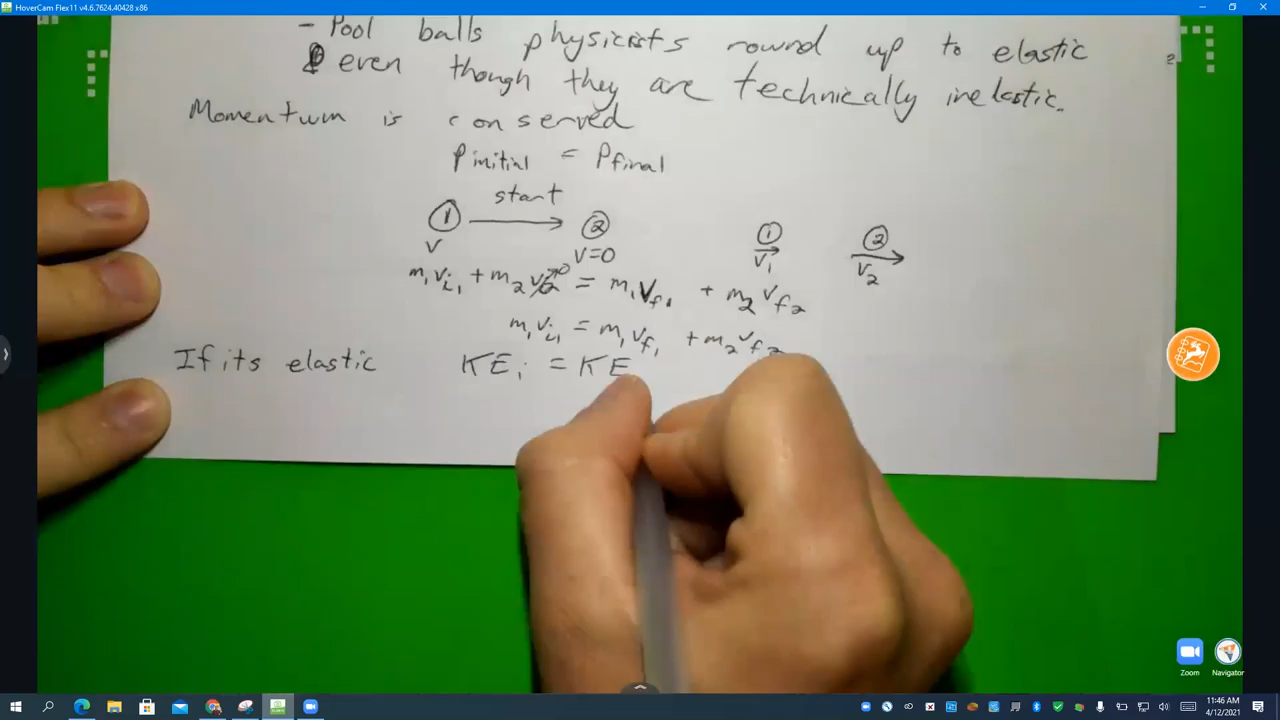 HoverCam Flex11 v4.6.7624.40428 x86
- Pool balls physicists round up to elastic
even though they are technically inelastic.
Momentum is conserved
Pinitial = Pfinal
start
① ② ① ②
v v=0 v₁ v₂
m₁vi₁ + m₂v₂ 0 = m₁vf₁ + m₂vf₂
m₁vi₁ = m₁vf₁ + m₂vf₂
If its elastic KEi = KE
Zoom Navigator
11:46 AM
4/12/2021